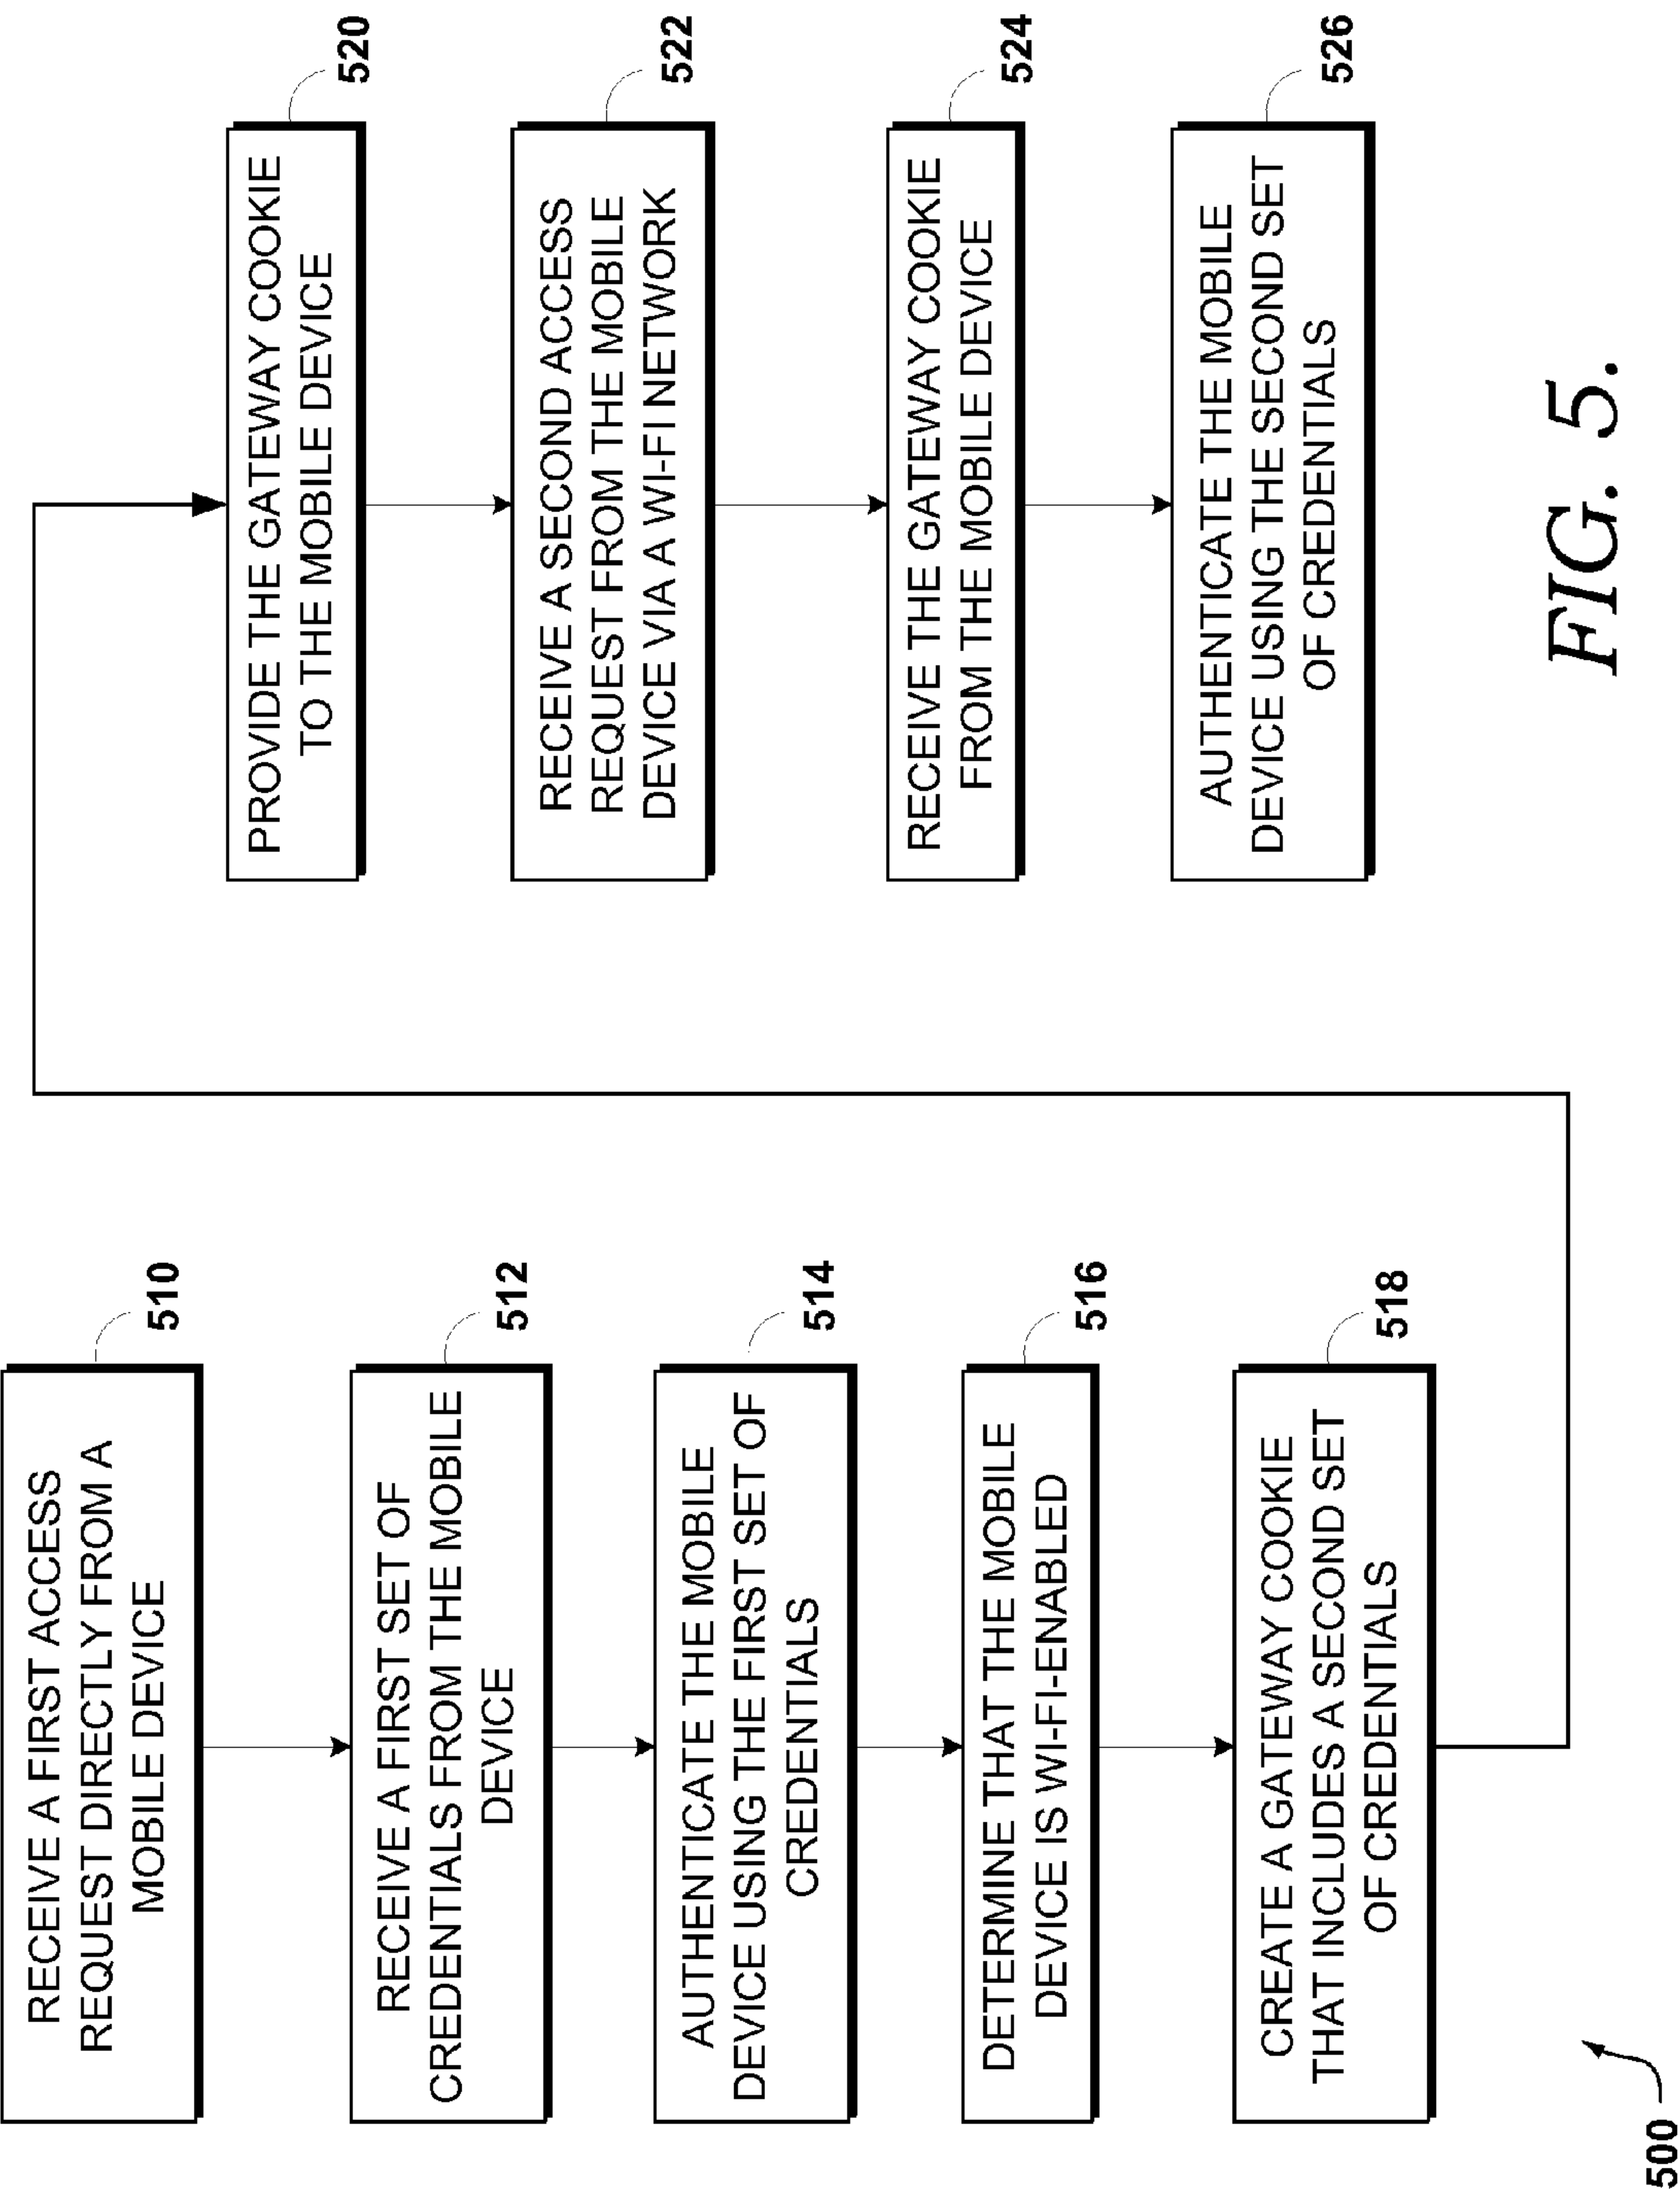 RECEIVE A FIRST ACCESS
REQUEST DIRECTLY FROM A
MOBILE DEVICE
510
RECEIVE A FIRST SET OF
CREDENTIALS FROM THE MOBILE
DEVICE
512
AUTHENTICATE THE MOBILE
DEVICE USING THE FIRST SET OF
CREDENTIALS
514
DETERMINE THAT THE MOBILE
DEVICE IS WI-FI-ENABLED
516
CREATE A GATEWAY COOKIE
THAT INCLUDES A SECOND SET
OF CREDENTIALS
518
PROVIDE THE GATEWAY COOKIE
TO THE MOBILE DEVICE
520
RECEIVE A SECOND ACCESS
REQUEST FROM THE MOBILE
DEVICE VIA A WI-FI NETWORK
522
RECEIVE THE GATEWAY COOKIE
FROM THE MOBILE DEVICE
524
AUTHENTICATE THE MOBILE
DEVICE USING THE SECOND SET
OF CREDENTIALS
526
500
FIG. 5.